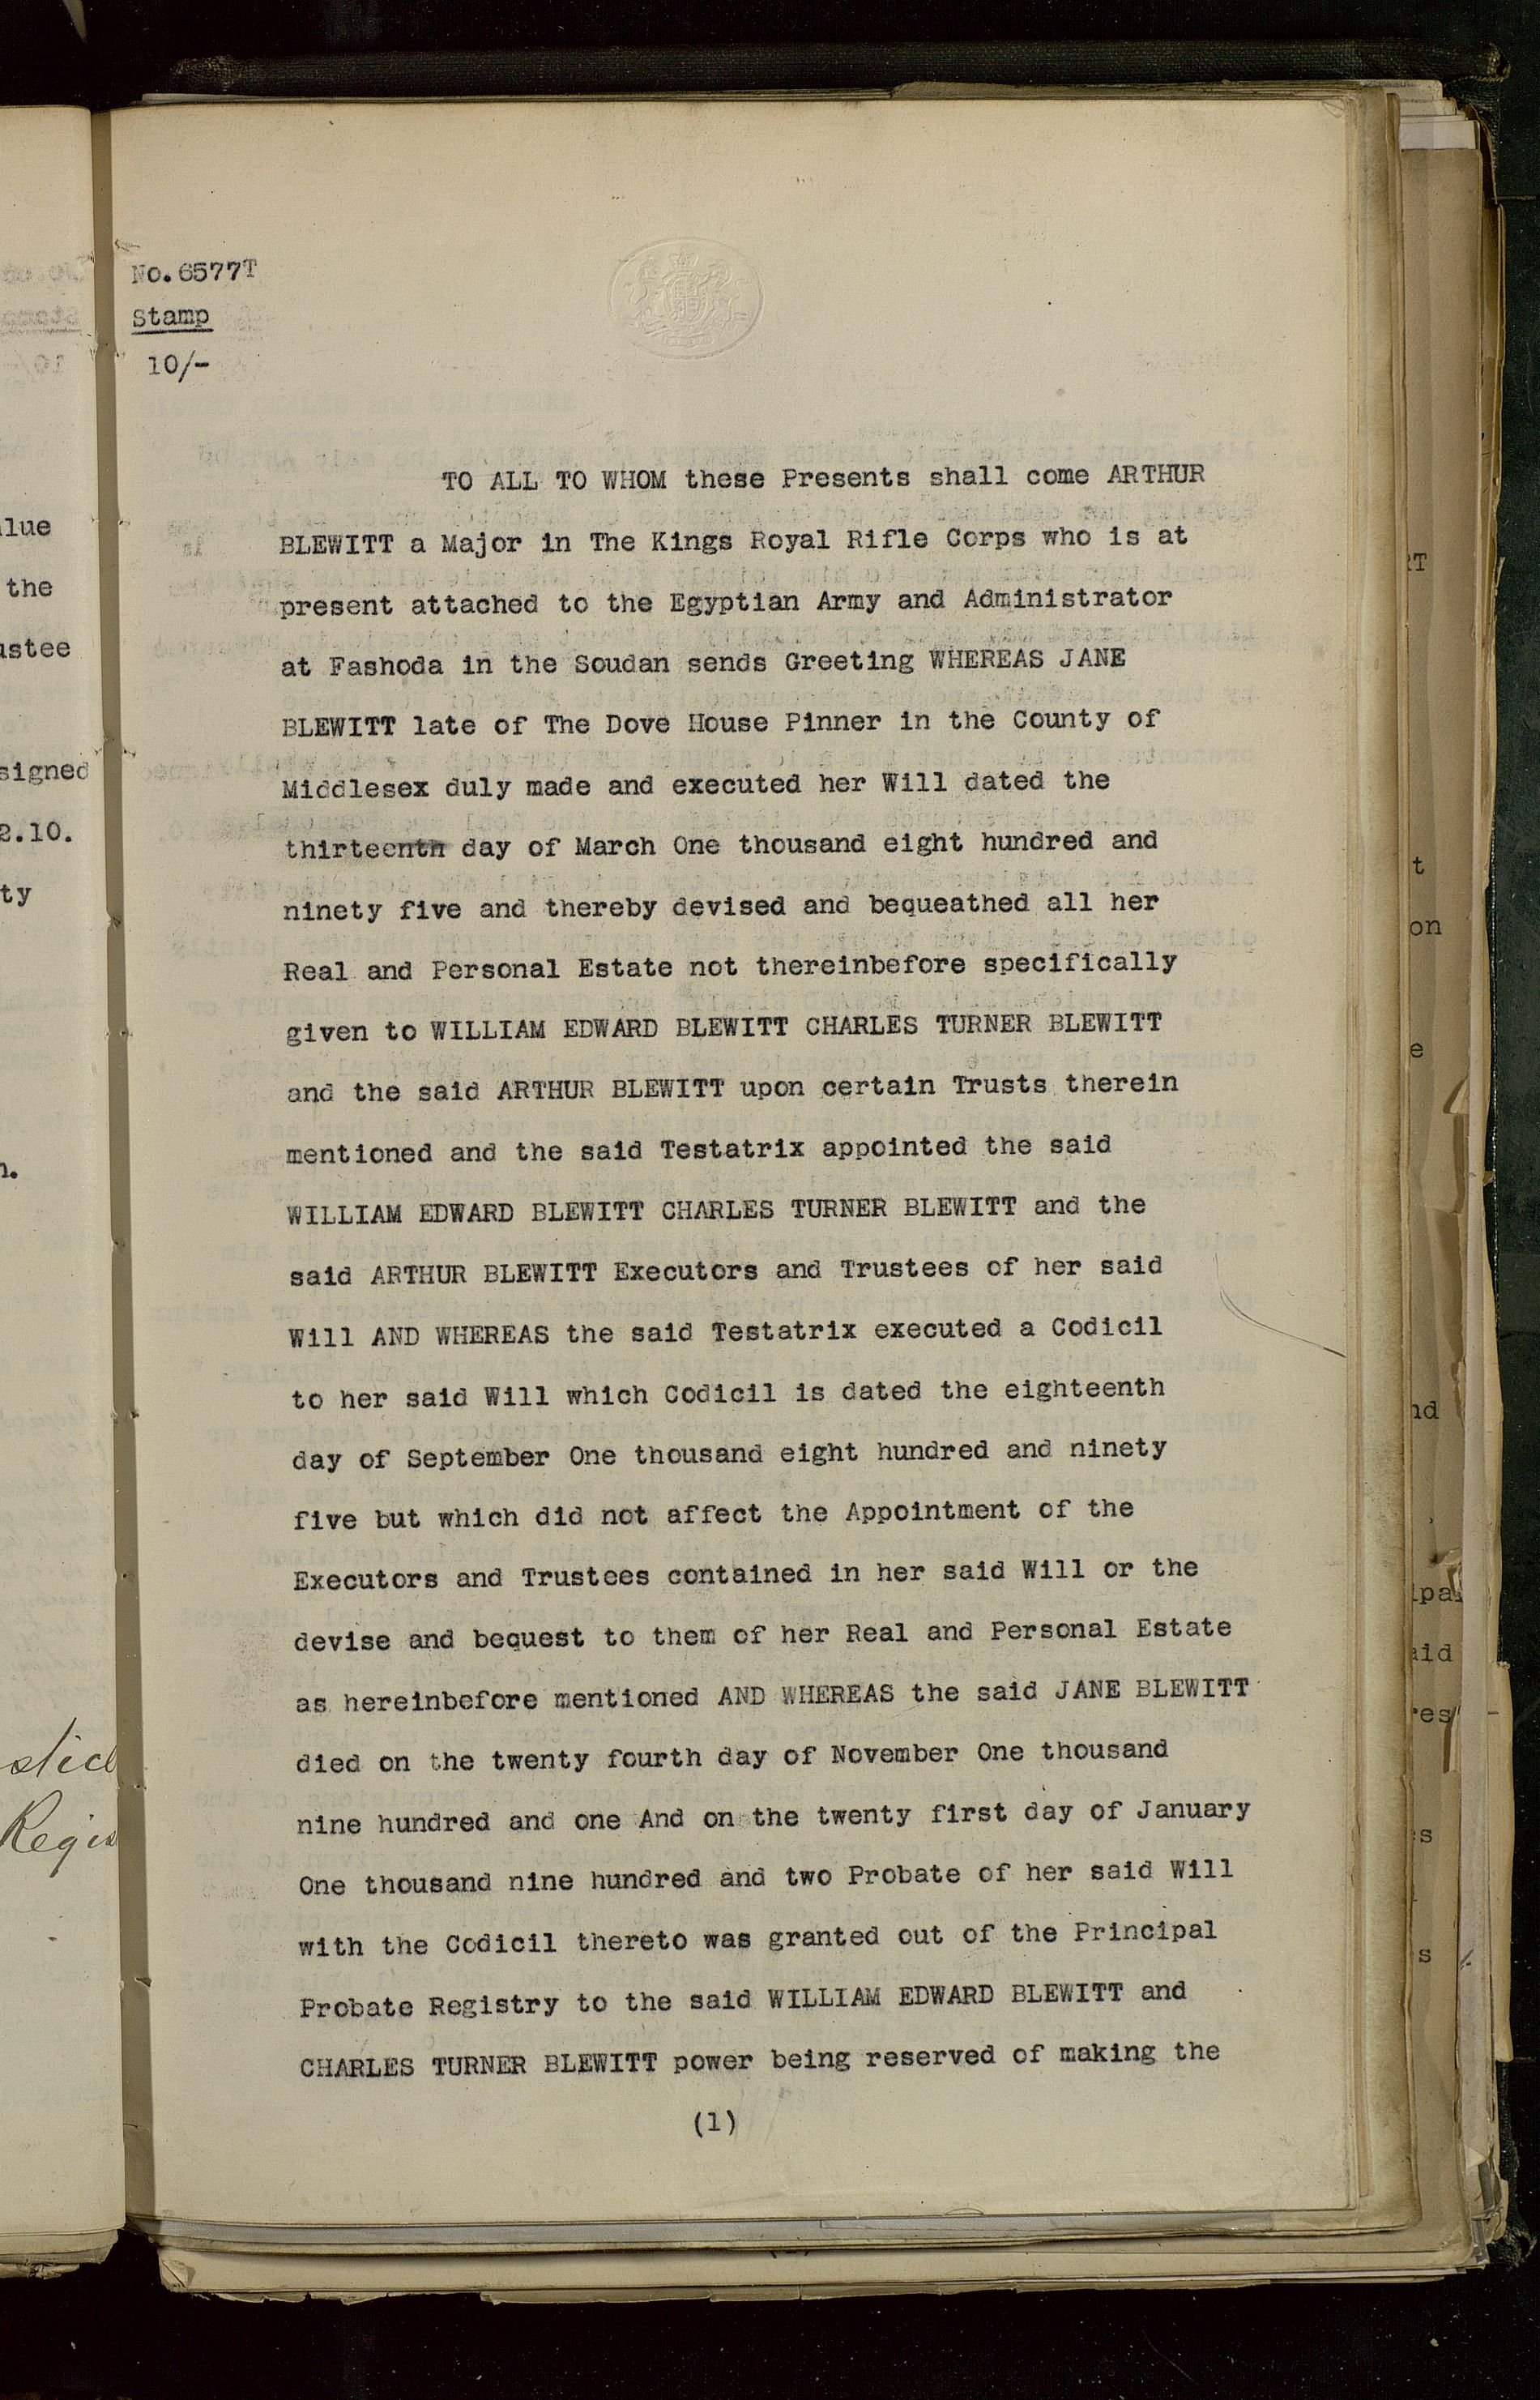 No.6577T
Stamp
10/-
TO ALL TO WHOM these Presents shall come ARTHUR
BLEWITT a Major in The Kings Royal Rifle Corps who is at
present attached to the Egyptian Army and Administrator
at Fashoda in the Soudan sends Greeting WHEREAS JANE
BLEWITT late of The Dove House Pinner in the County of
Middlesex duly made and executed her Will dated the
thirteenth day of March One thousand eight hundred and
ninety five and thereby devised and bequeathed all her
Real and Personal Estate not thereinbefore specifically
given to WILLIAM EDWARD BLEWITT CHARLES TURNER BLEWITT
and the said ARTHUR BLEWITT upon certain Trusts therein
mentioned and the said Testatrix appointed the said
WILLIAM EDWARD BLEWITT CHARLES TURNER BLEWITT and the
said ARTHUR BLEWITT Executors and Trustees of her said
Will AND WHEREAS the said Testatrix executed a Codicil
to her said Will which Codicil is dated the eighteenth
day of September One thousand eight hundred and ninety
five but which did not affect the Appointment of the
Executors and Trustees contained in her said Will or the
devise and bequest to them of her Real and Personal Estate
as hereinbefore mentioned AND WHEREAS the said JANE BLEWITT
died on the twenty fourth day of November One thousand
nine hundred and one And on the twenty first day of January
One thousand nine hundred and two Probate of her said Will
with the Codicil thereto was granted out of the Principal
Probate Registry to the said WILLIAM EDWARD BLEWITT and
CHARLES TURNER BLEWITT power being reserved of making the
(1)